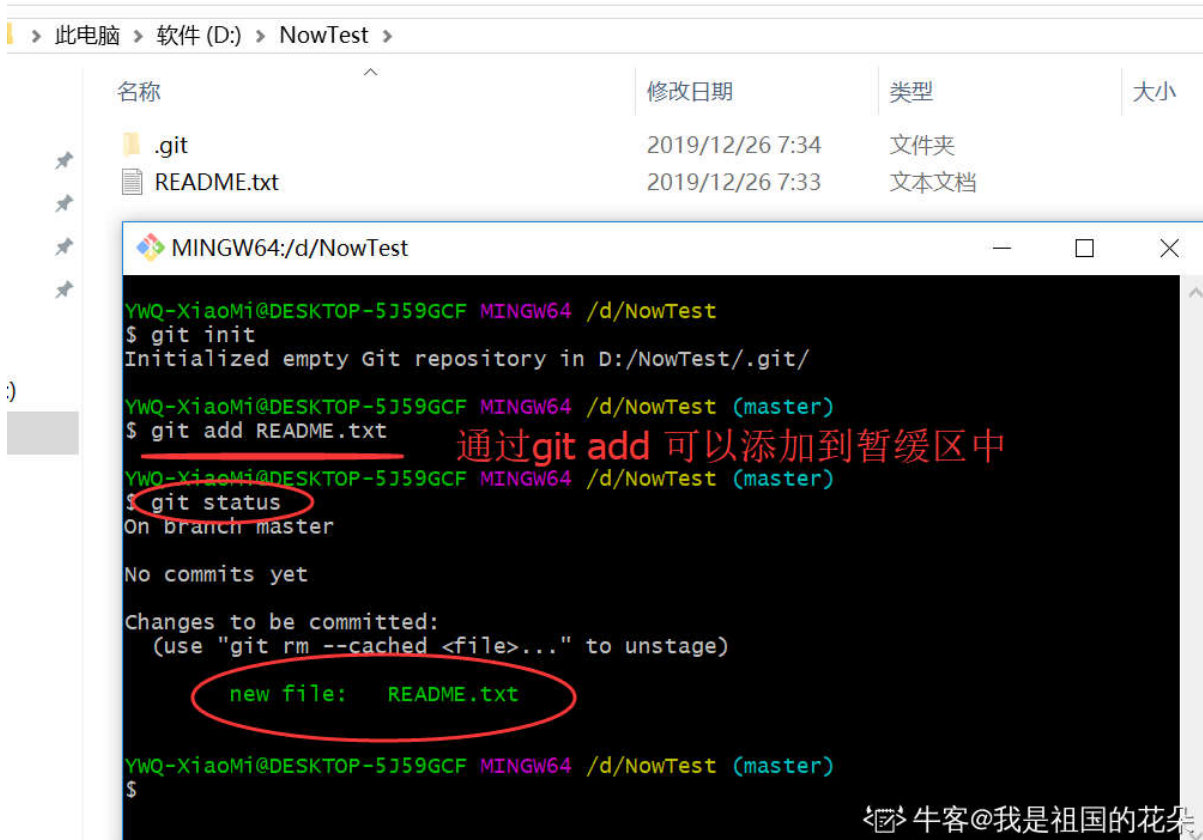 此电脑 > 软件 (D:) > NowTest >
名称 修改日期 类型 大小
.git 2019/12/26 7:34 文件夹
README.txt 2019/12/26 7:33 文本文档
:)
MINGW64:/d/NowTest
YWQ-XiaoMi@DESKTOP-5J59GCF MINGW64 /d/NowTest
$ git init
Initialized empty Git repository in D:/NowTest/.git/
YWQ-XiaoMi@DESKTOP-5J59GCF MINGW64 /d/NowTest (master)
$ git add README.txt
通过git add 可以添加到暂缓区中
YWQ-XiaoMi@DESKTOP-5J59GCF MINGW64 /d/NowTest (master)
$ git status
On branch master
No commits yet
Changes to be committed:
(use "git rm --cached <file>..." to unstage)
new file: README.txt
YWQ-XiaoMi@DESKTOP-5J59GCF MINGW64 /d/NowTest (master)
$
牛客@我是祖国的花朵